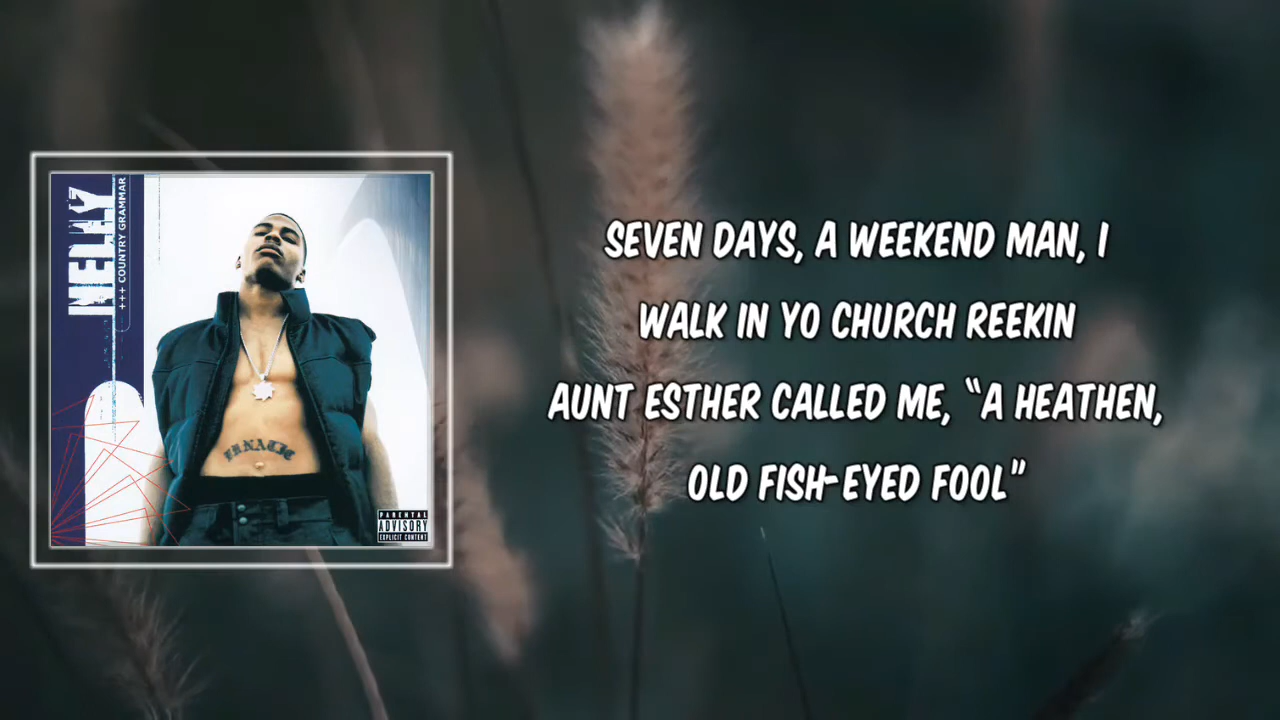 NELLY
+++ COUNTRY GRAMMAR
FANATIC
PARENTAL
ADVISORY
EXPLICIT CONTENT
SEVEN DAYS, A WEEKEND MAN, I
WALK IN YO CHURCH REEKIN
AUNT ESTHER CALLED ME, “A HEATHEN,
OLD FISH-EYED FOOL”